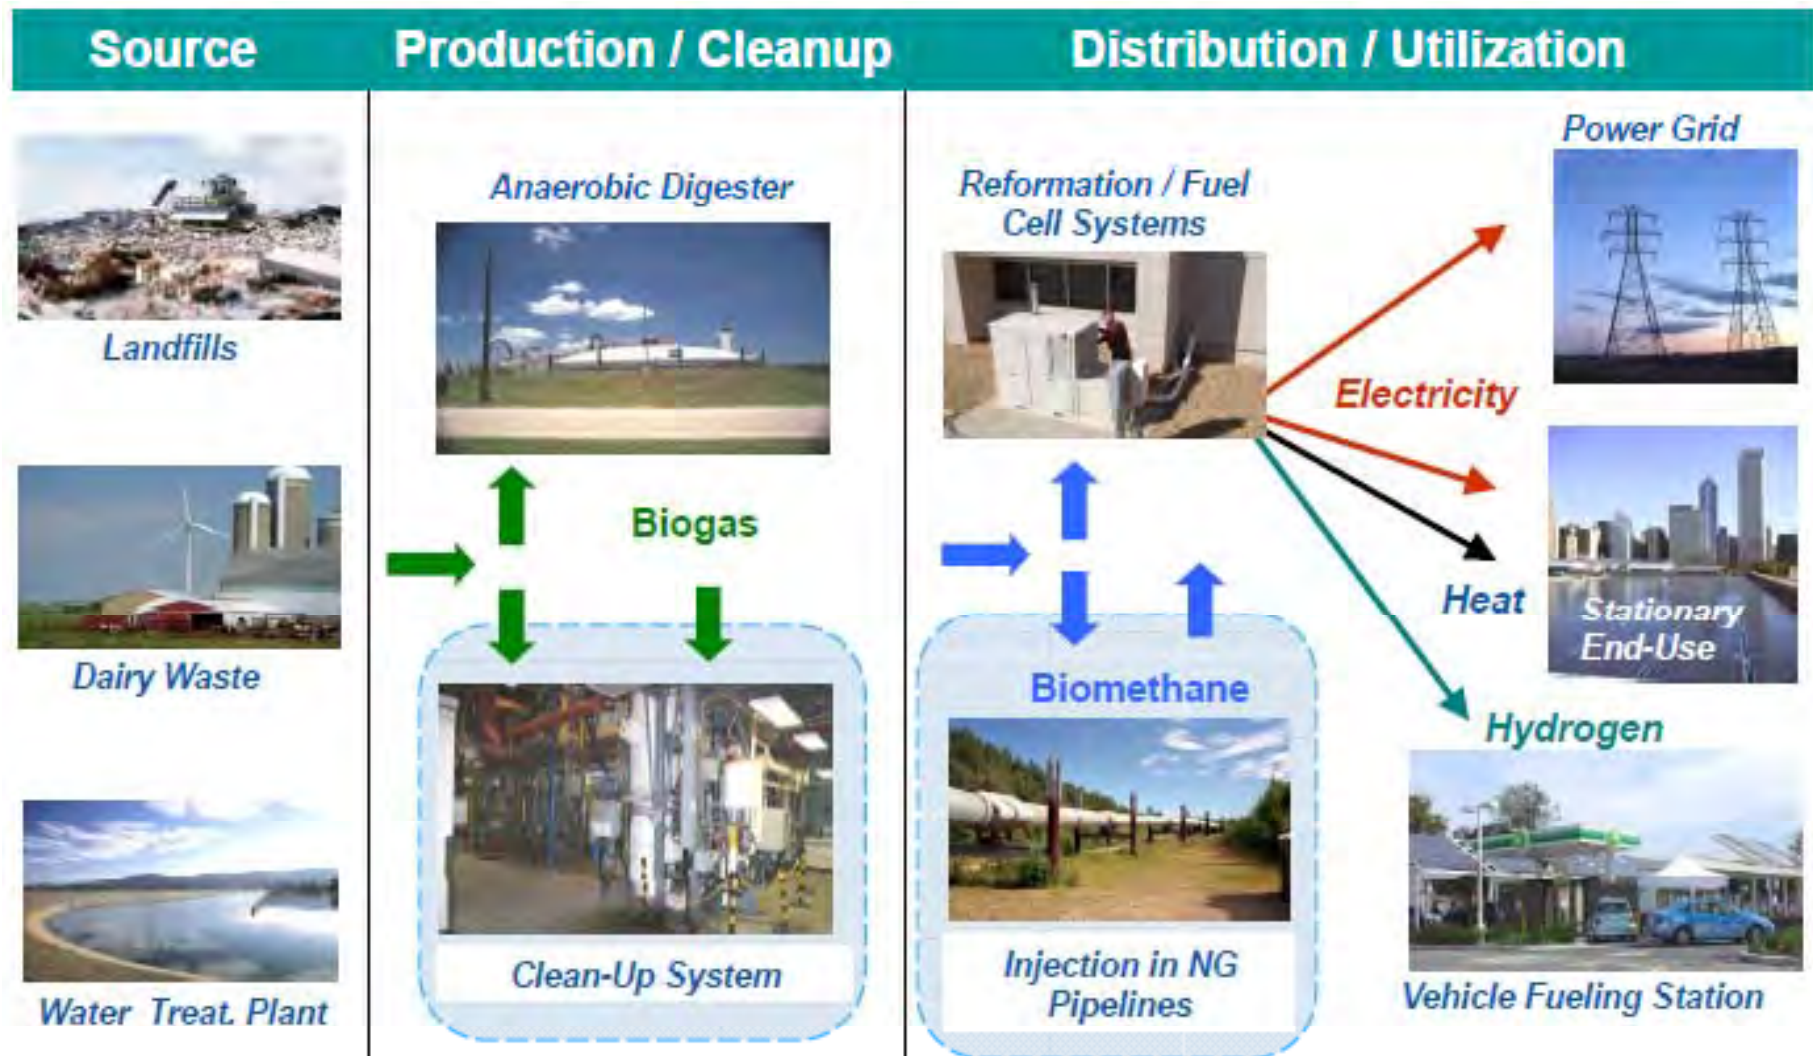 Source
Production / Cleanup
Distribution / Utilization
Landfills
Dairy Waste
Water Treat. Plant
Anaerobic Digester
Biogas
Clean-Up System
Reformation / Fuel
Cell Systems
Biomethane
Injection in NG
Pipelines
Power Grid
Electricity
Heat
Stationary
End-Use
Hydrogen
Vehicle Fueling Station